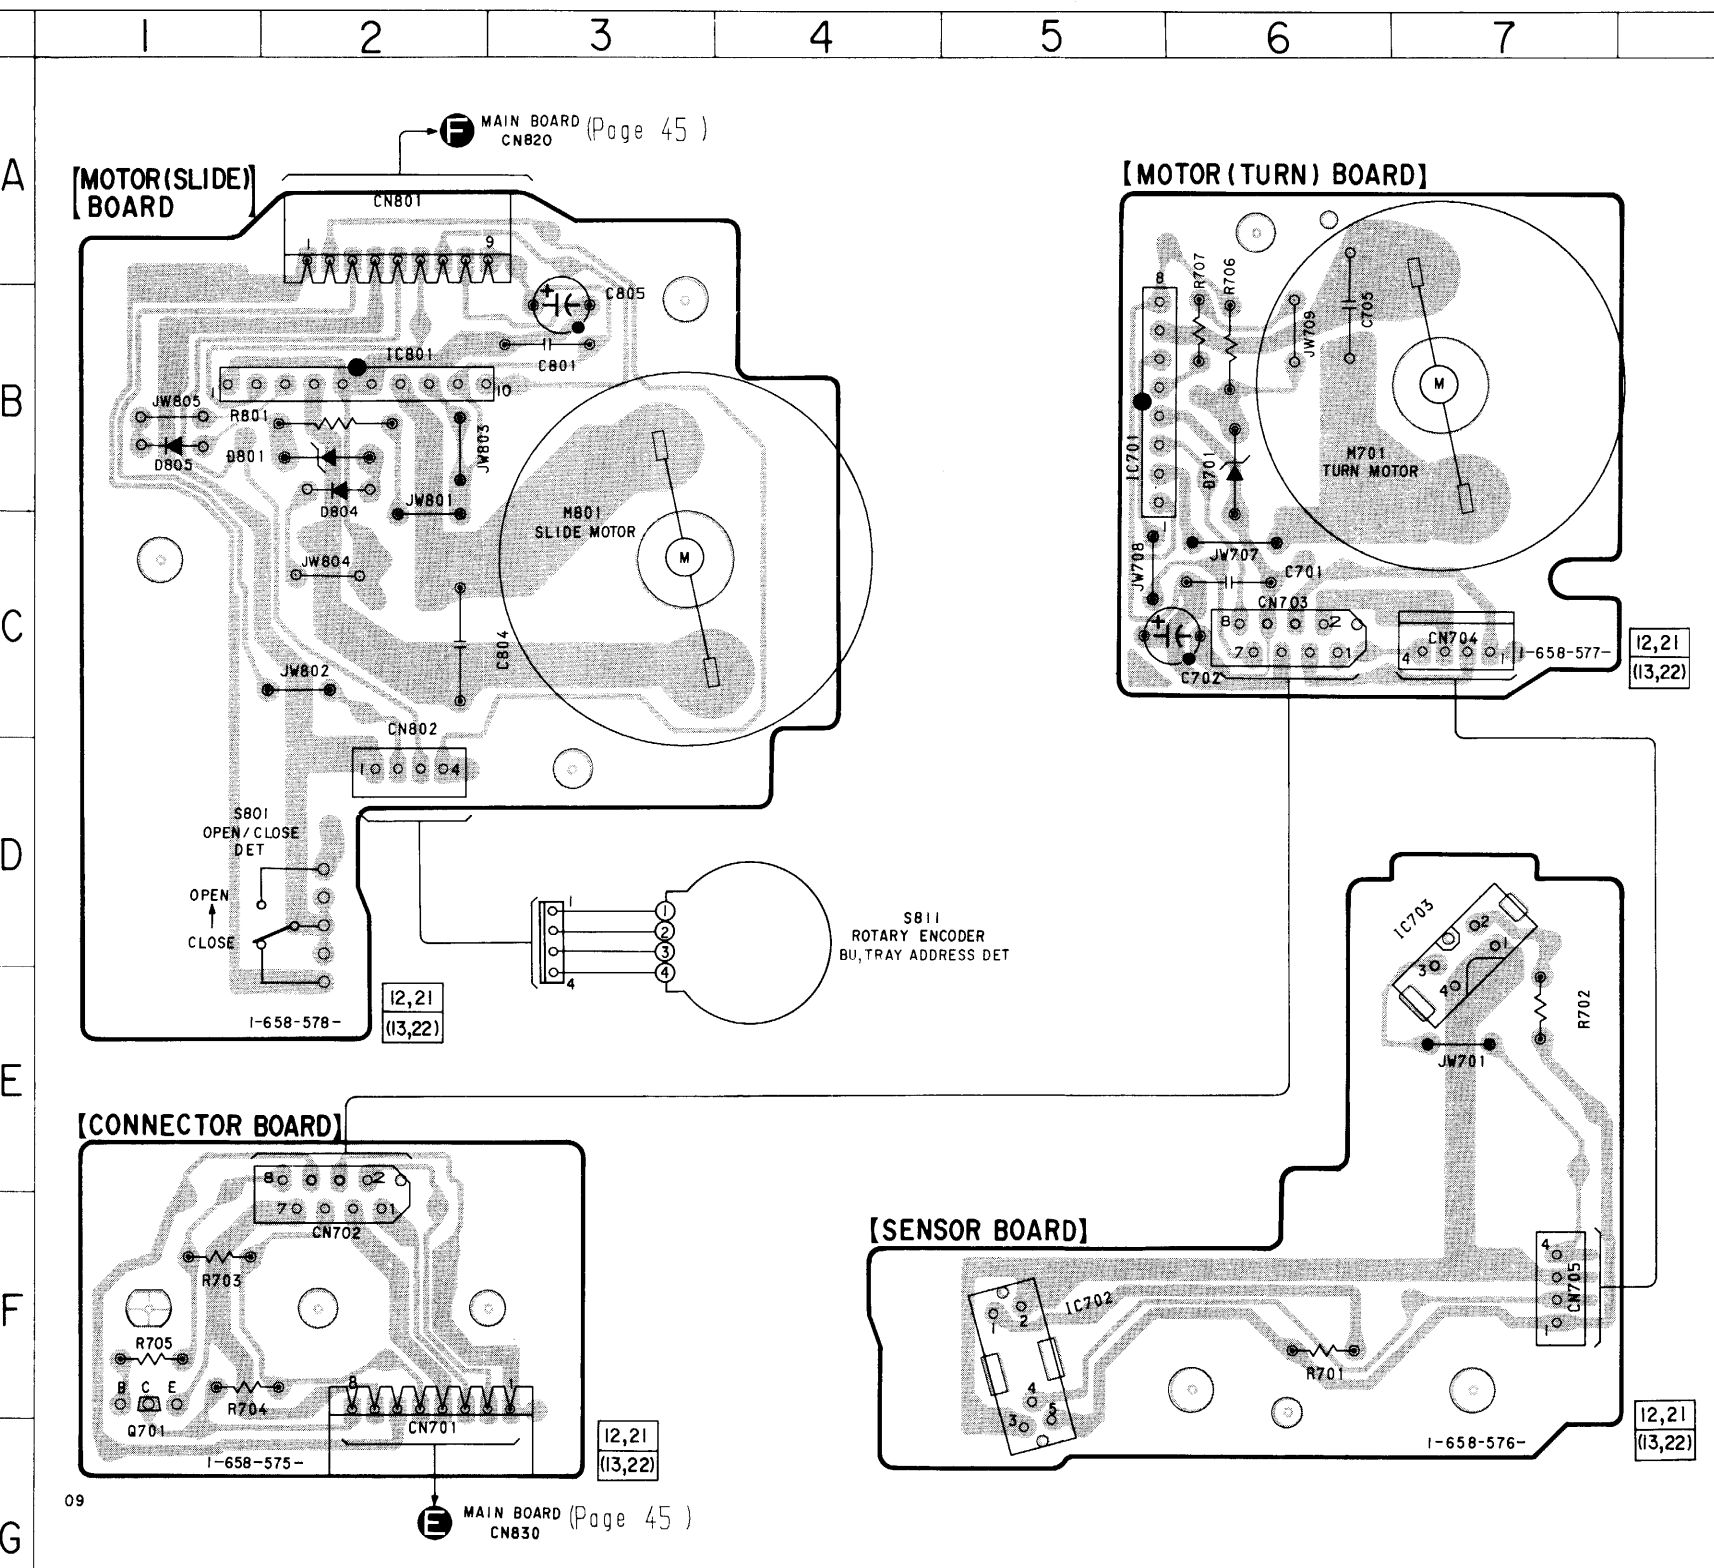 1 2 3 4 5 6 7
A
B
C
D
E
F
G
F MAIN BOARD CN820 (Page 45 )
[MOTOR(SLIDE) BOARD]
CN801
1 9
C805
C801
IC801
1 10
JW805
R801
D805
D801
JW803
D804
JW801
M801
SLIDE MOTOR
M
JW804
C804
JW802
CN802
1 4
S801
OPEN/CLOSE
DET
OPEN
CLOSE
1-658-578-
12,21
(13,22)
1
4
1
2
3
4
S811
ROTARY ENCODER
BU,TRAY ADDRESS DET
[MOTOR(TURN) BOARD]
8
R707
R706
JW709
C705
IC701
1
D701
M
M701
TURN MOTOR
JW708
JW707
C701
CN703
8 2
7 1
CN704
4 1
C702
1-658-577-
12,21
(13,22)
[CONNECTOR BOARD]
8 2
7 1
CN702
R703
R705
B C E
Q701
R704
8 1
CN701
1-658-575-
12,21
(13,22)
E MAIN BOARD CN830 (Page 45 )
09
[SENSOR BOARD]
IC703
2
1
3
4
R702
JW701
4
CN705
1
IC702
1 2
4
3 5
R701
1-658-576-
12,21
(13,22)